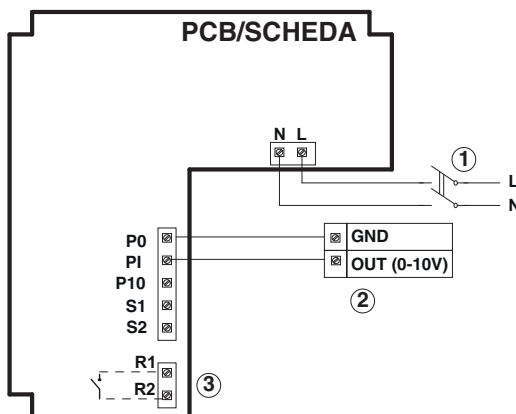 PCB/SCHEDA
N L
1
L
N
P0
PI
P10
S1
S2
GND
OUT (0-10V)
2
R1
R2
3